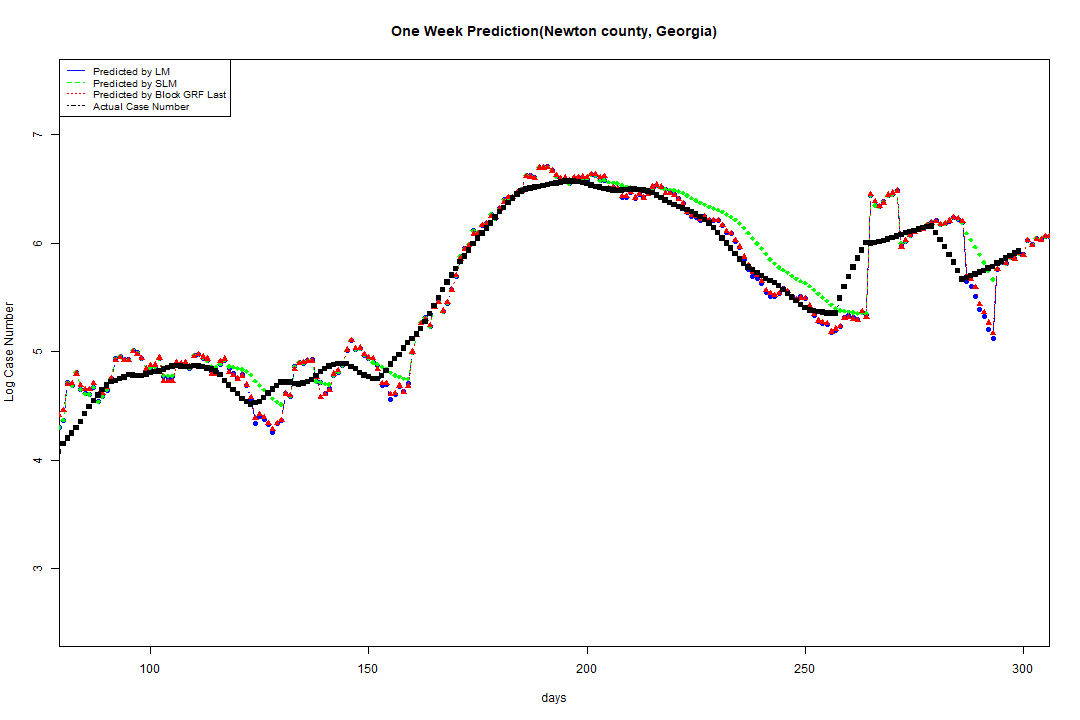 One Week Prediction(Newton county, Georgia)
Predicted by LM
Predicted by SLM
Predicted by Block GRF Last
Actual Case Number
7
6
5
4
3
Log Case Number
100 150 200 250 300
days